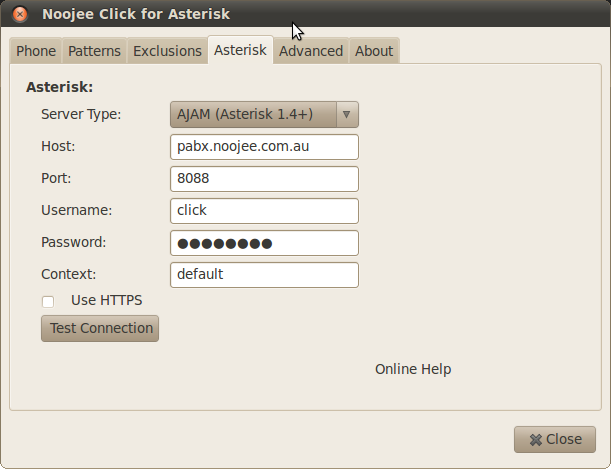 Noojee Click for Asterisk
Phone Patterns Exclusions Asterisk Advanced About
Asterisk:
Server Type: AJAM (Asterisk 1.4+)
Host: pabx.noojee.com.au
Port: 8088
Username: click
Password: ●●●●●●●●
Context: default
Use HTTPS
Test Connection
Online Help
Close